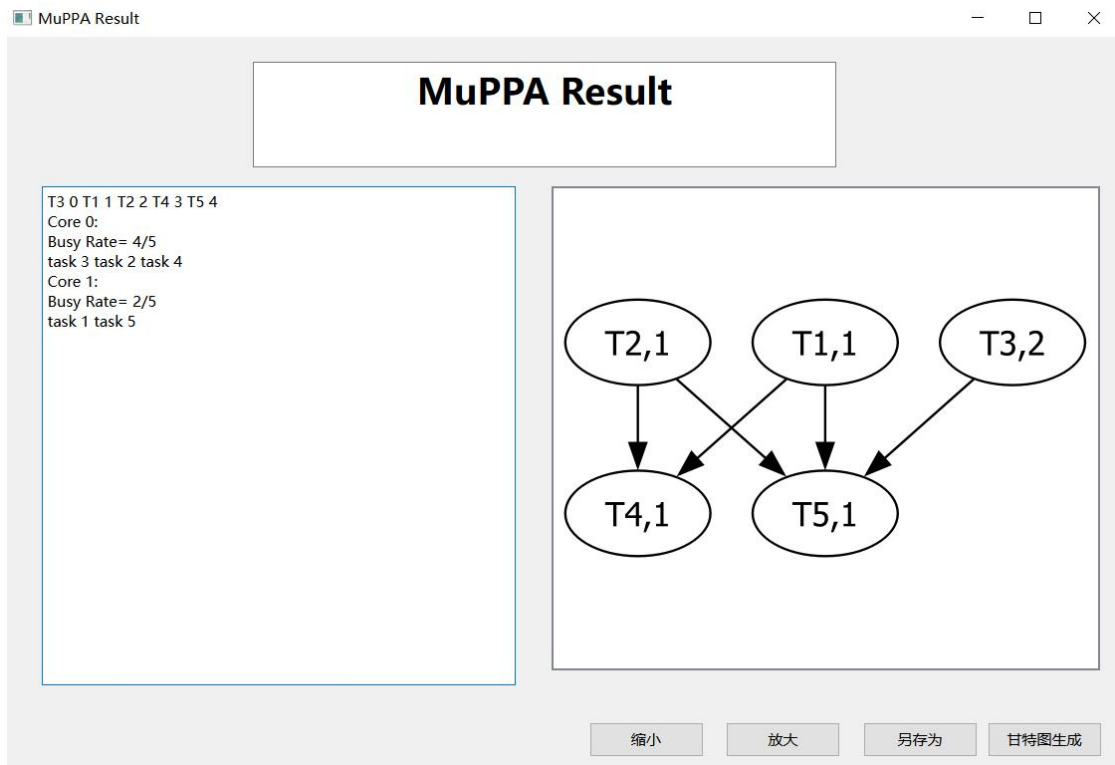 MuPPA Result
MuPPA Result
T3 0 T1 1 T2 2 T4 3 T5 4
Core 0:
Busy Rate= 4/5
task 3 task 2 task 4
Core 1:
Busy Rate= 2/5
task 1 task 5
T2,1
T1,1
T3,2
T4,1
T5,1
缩小
放大
另存为
甘特图生成